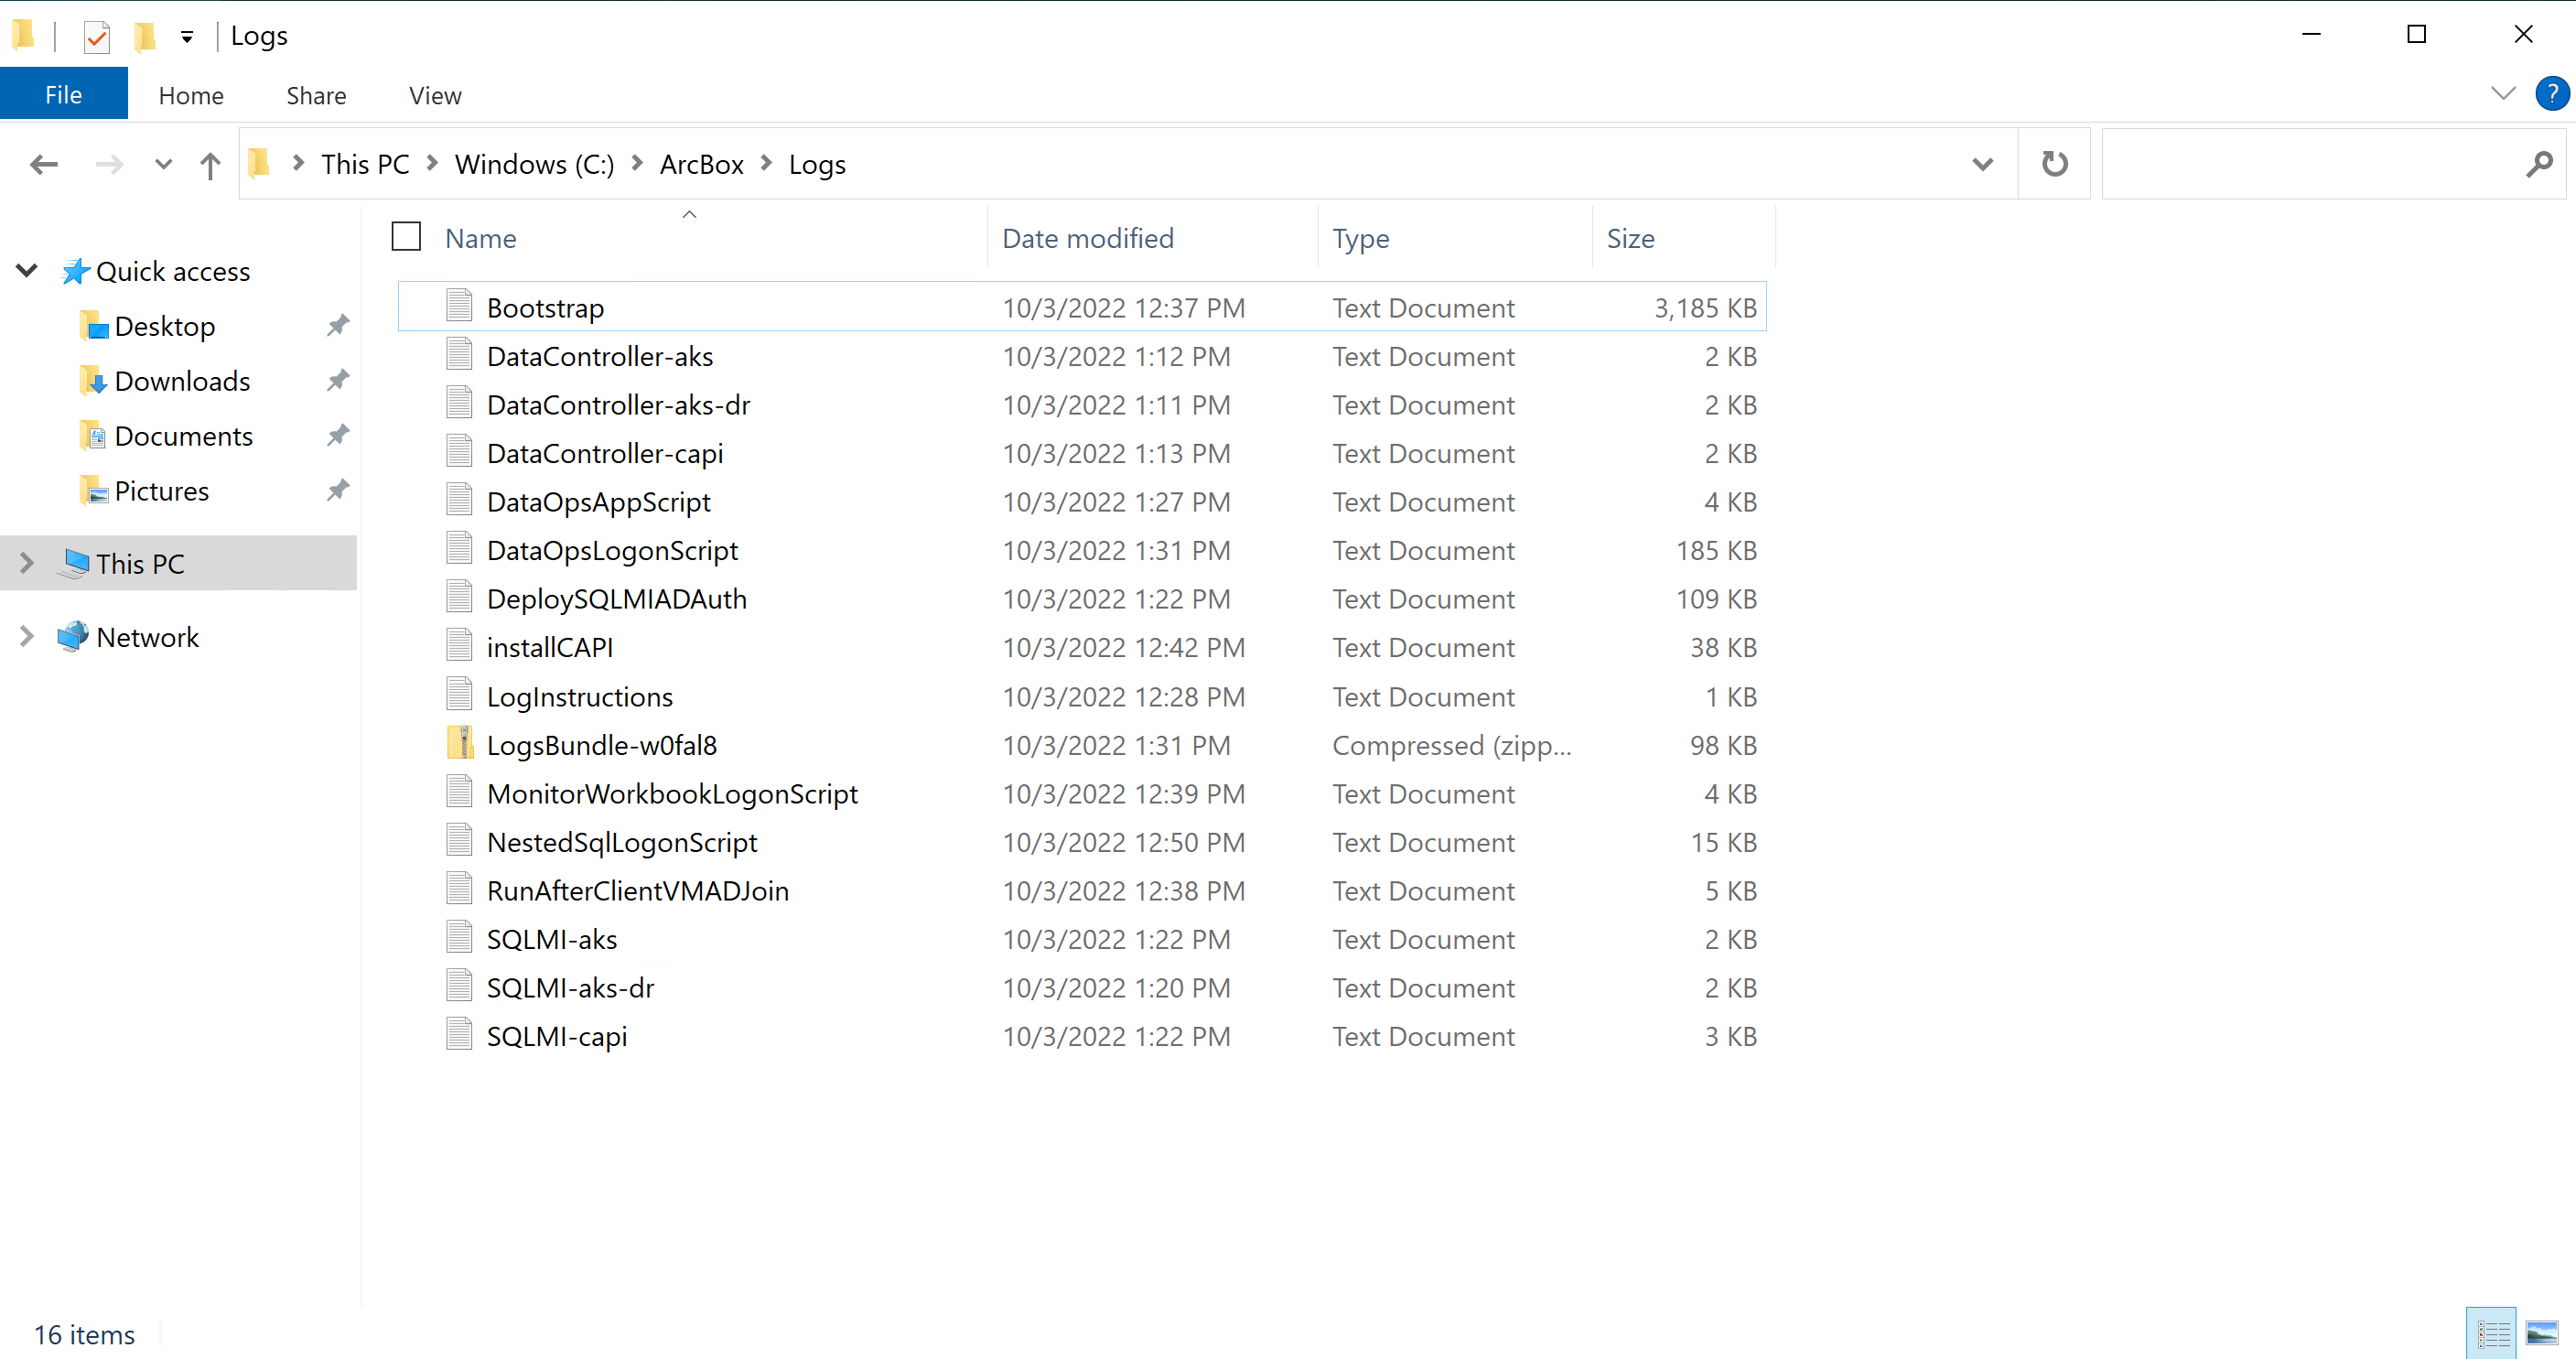 Logs
File Home Share View
?
This PC Windows (C:) ArcBox Logs
Name Date modified Type Size
Quick access
Desktop
Downloads
Documents
Pictures
This PC
Network
Bootstrap 10/3/2022 12:37 PM Text Document 3,185 KB
DataController-aks 10/3/2022 1:12 PM Text Document 2 KB
DataController-aks-dr 10/3/2022 1:11 PM Text Document 2 KB
DataController-capi 10/3/2022 1:13 PM Text Document 2 KB
DataOpsAppScript 10/3/2022 1:27 PM Text Document 4 KB
DataOpsLogonScript 10/3/2022 1:31 PM Text Document 185 KB
DeploySQLMIADAuth 10/3/2022 1:22 PM Text Document 109 KB
installCAPI 10/3/2022 12:42 PM Text Document 38 KB
LogInstructions 10/3/2022 12:28 PM Text Document 1 KB
LogsBundle-w0fal8 10/3/2022 1:31 PM Compressed (zipp... 98 KB
MonitorWorkbookLogonScript 10/3/2022 12:39 PM Text Document 4 KB
NestedSqlLogonScript 10/3/2022 12:50 PM Text Document 15 KB
RunAfterClientVMADJoin 10/3/2022 12:38 PM Text Document 5 KB
SQLMI-aks 10/3/2022 1:22 PM Text Document 2 KB
SQLMI-aks-dr 10/3/2022 1:20 PM Text Document 2 KB
SQLMI-capi 10/3/2022 1:22 PM Text Document 3 KB
16 items